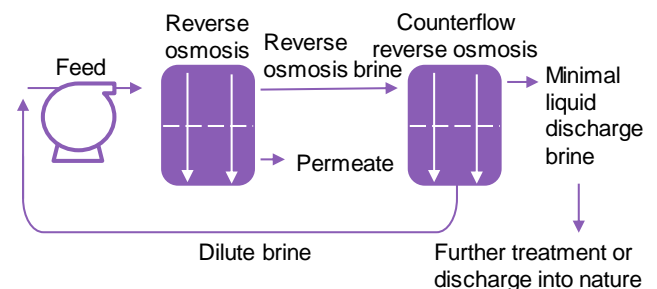 Feed
Reverse
osmosis
Reverse
osmosis brine
Counterflow
reverse osmosis
Minimal
liquid
discharge
brine
Permeate
Dilute brine
Further treatment or
discharge into nature